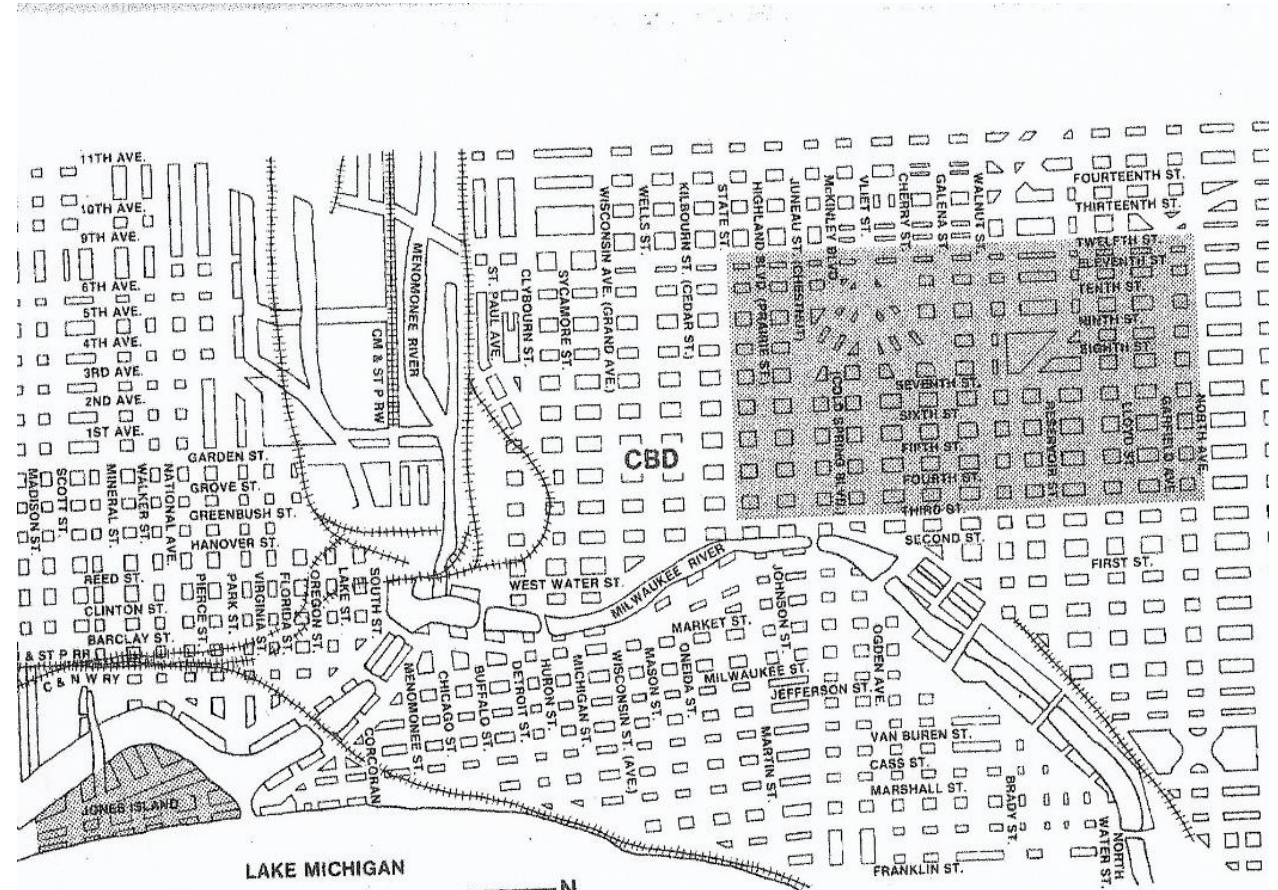 11TH AVE.
10TH AVE.
9TH AVE.
6TH AVE.
5TH AVE.
4TH AVE.
3RD AVE.
2ND AVE.
1ST AVE.
GARDEN ST.
GROVE ST.
GREENBUSH ST.
HANOVER ST.
REED ST.
CLINTON ST.
BARCLAY ST.
& ST P RR
C & N W RY
MADISON ST.
SCOTT ST.
MINERAL ST.
WALKER ST.
NATIONAL AVE
PIERCE ST.
PARK ST.
VIRGINIA ST.
FLORIDA ST.
OREGON ST.
LAKE ST.
SOUTH ST.
CM & ST P RW
MENOMONEE RIVER
ST. PAUL AVE.
CLYBOURN ST.
SYCAMORE ST.
WISCONSIN AVE. (GRAND AVE.)
WELLS ST.
KILBOURN ST. (CEDAR ST.)
STATE ST.
HIGHLAND BLVD. (PRAIRIE ST.)
JUNEAU ST. (CHESTNUT)
McKINLEY BLVD
(COLD SPRING BLVD.)
VLIET ST.
CHERRY ST.
GALENA ST.
WALNUT ST.
FOURTEENTH ST.
THIRTEENTH ST.
TWELFTH ST.
ELEVENTH ST.
TENTH ST.
NINTH ST.
EIGHTH ST.
SEVENTH ST.
SIXTH ST
FIFTH ST.
FOURTH ST.
THIRD ST.
SECOND ST.
FIRST ST.
RESERVOIR ST
LLOYD ST
GARFIELD AVE
NORTH AVE.
CBD
WEST WATER ST.
MILWAUKEE RIVER
MARKET ST.
MILWAUKEE ST.
JEFFERSON ST.
JOHNSON ST.
MARTIN ST.
OGDEN AVE
VAN BUREN ST.
CASS ST.
MARSHALL ST.
FRANKLIN ST.
BRADY ST.
NORTH
WATER ST
CORCORAN
MENOMONEE ST.
CHICAGO ST.
BUFFALO ST.
DETROIT ST.
HURON ST.
MICHIGAN ST.
WISCONSIN ST. (AVE.)
MASON ST.
ONEIDA ST.
JONES ISLAND
LAKE MICHIGAN
N